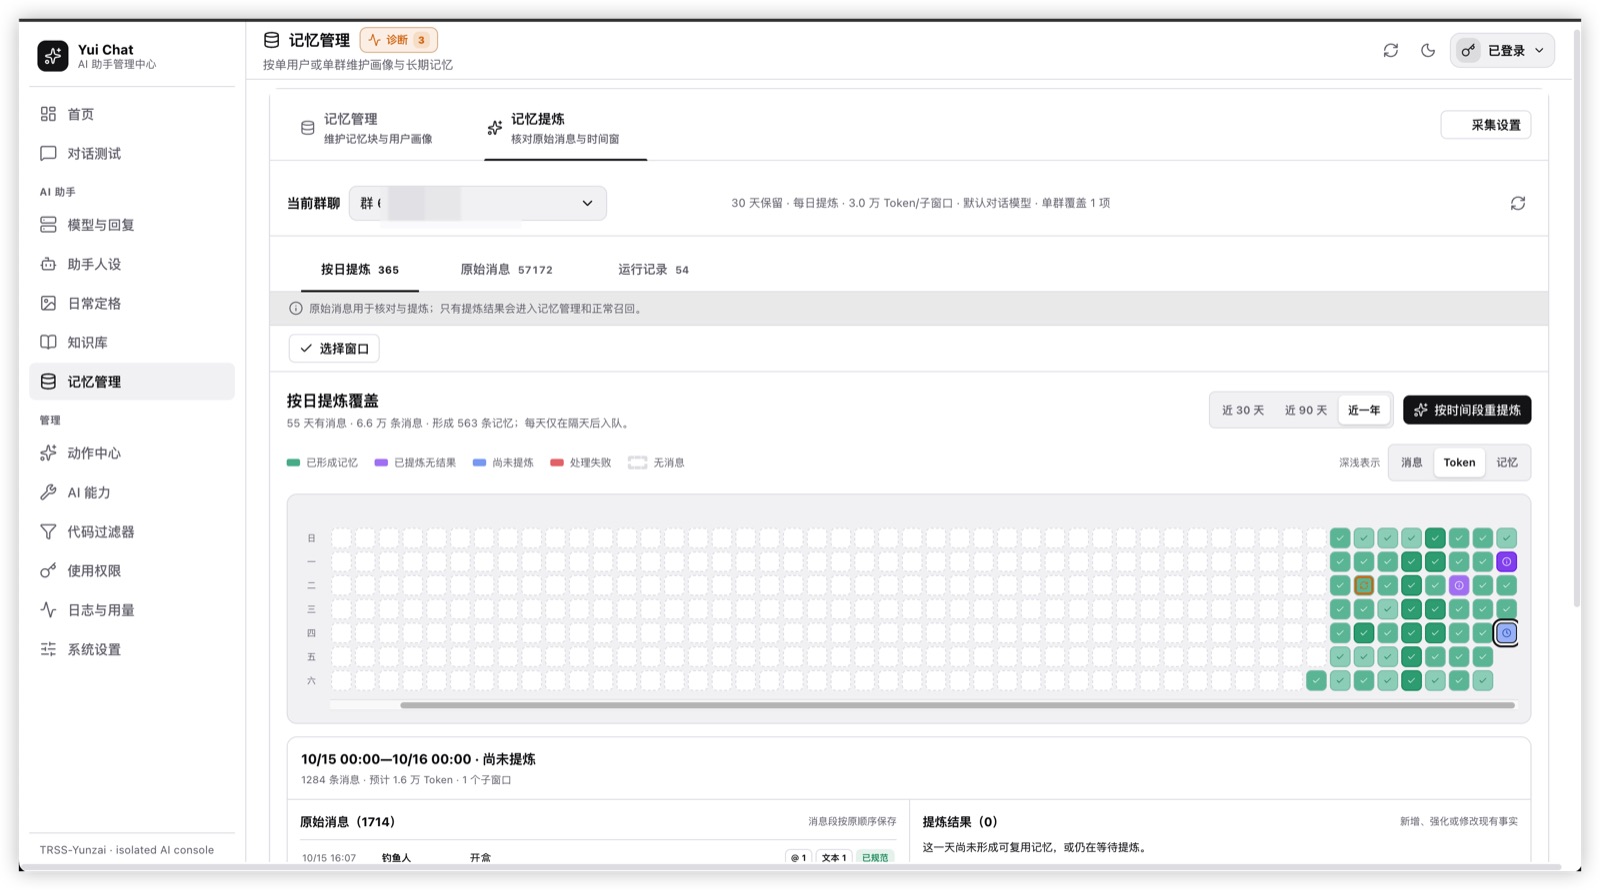 Yui Chat
AI 助手管理中心
首页
对话测试
AI 助手
模型与回复
助手人设
日常定格
知识库
记忆管理
管理
动作中心
AI 能力
代码过滤器
使用权限
日志与用量
系统设置
TRSS-Yunzai · isolated AI console
记忆管理 诊断 3
按单用户或单群维护画像与长期记忆
已登录
记忆管理
维护记忆块与用户画像
记忆提炼
核对原始消息与时间窗
采集设置
当前群聊 群 6
30 天保留 · 每日提炼 · 3.0 万 Token/子窗口 · 默认对话模型 · 单群覆盖 1 项
按日提炼 365 原始消息 57172 运行记录 54
原始消息用于核对与提炼；只有提炼结果会进入记忆管理和正常召回。
选择窗口
按日提炼覆盖
55 天有消息 · 6.6 万 条消息 · 形成 563 条记忆；每天仅在隔天后入队。
近 30 天 近 90 天 近一年 按时间段重提炼
已形成记忆 已提炼无结果 尚未提炼 处理失败 无消息
深浅表示 消息 Token 记忆
日
一
二
三
四
五
六
10/15 00:00—10/16 00:00 · 尚未提炼
1284 条消息 · 预计 1.6 万 Token · 1 个子窗口
原始消息（1714） 消息段按原顺序保存
10/15 16:07 钓鱼人 开盒 @ 1 文本 1 已规范
提炼结果（0） 新增、强化或修改现有事实
这一天尚未形成可复用记忆，或仍在等待提炼。